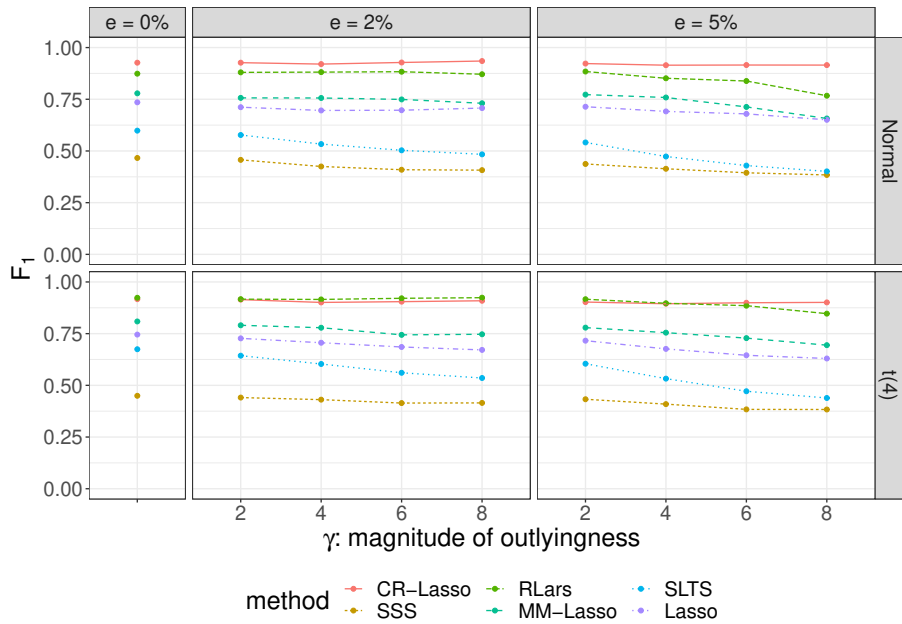 e = 0% e = 2% e = 5%
1.00
0.75
0.50
0.25
0.00
Normal
F1
1.00
0.75
0.50
0.25
0.00
t(4)
2 4 6 8 2 4 6 8
γ: magnitude of outlyingness
method
CR−Lasso RLars SLTS
SSS MM−Lasso Lasso